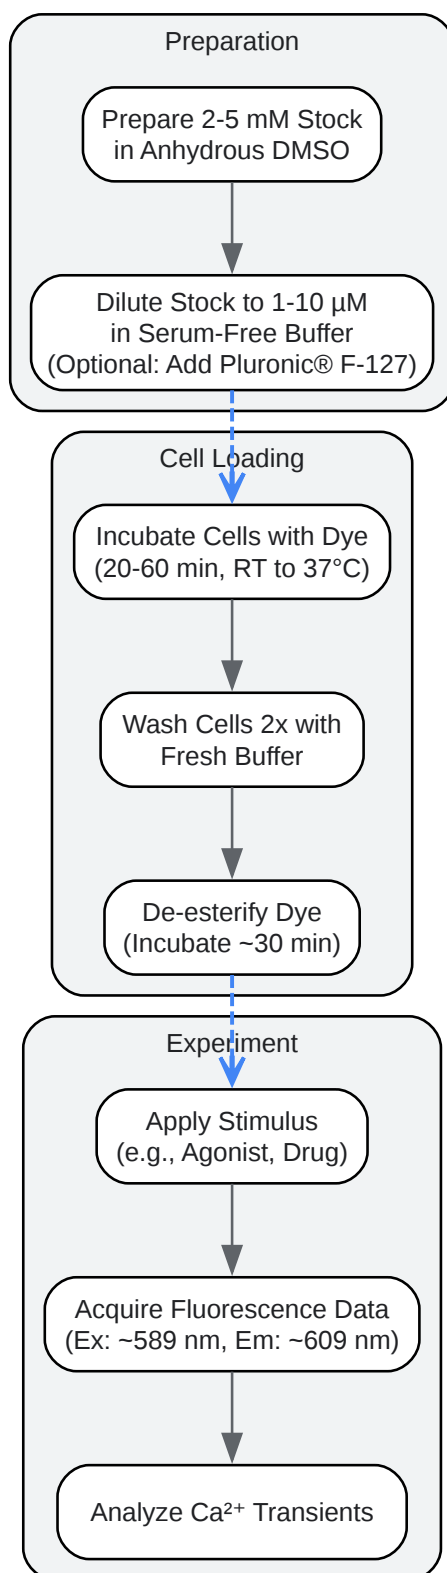 Preparation
Prepare 2-5 mM Stock
in Anhydrous DMSO
Dilute Stock to 1-10 µM
in Serum-Free Buffer
(Optional: Add Pluronic® F-127)
Cell Loading
Incubate Cells with Dye
(20-60 min, RT to 37°C)
Wash Cells 2x with
Fresh Buffer
De-esterify Dye
(Incubate ~30 min)
Experiment
Apply Stimulus
(e.g., Agonist, Drug)
Acquire Fluorescence Data
(Ex: ~589 nm, Em: ~609 nm)
Analyze Ca²⁺ Transients